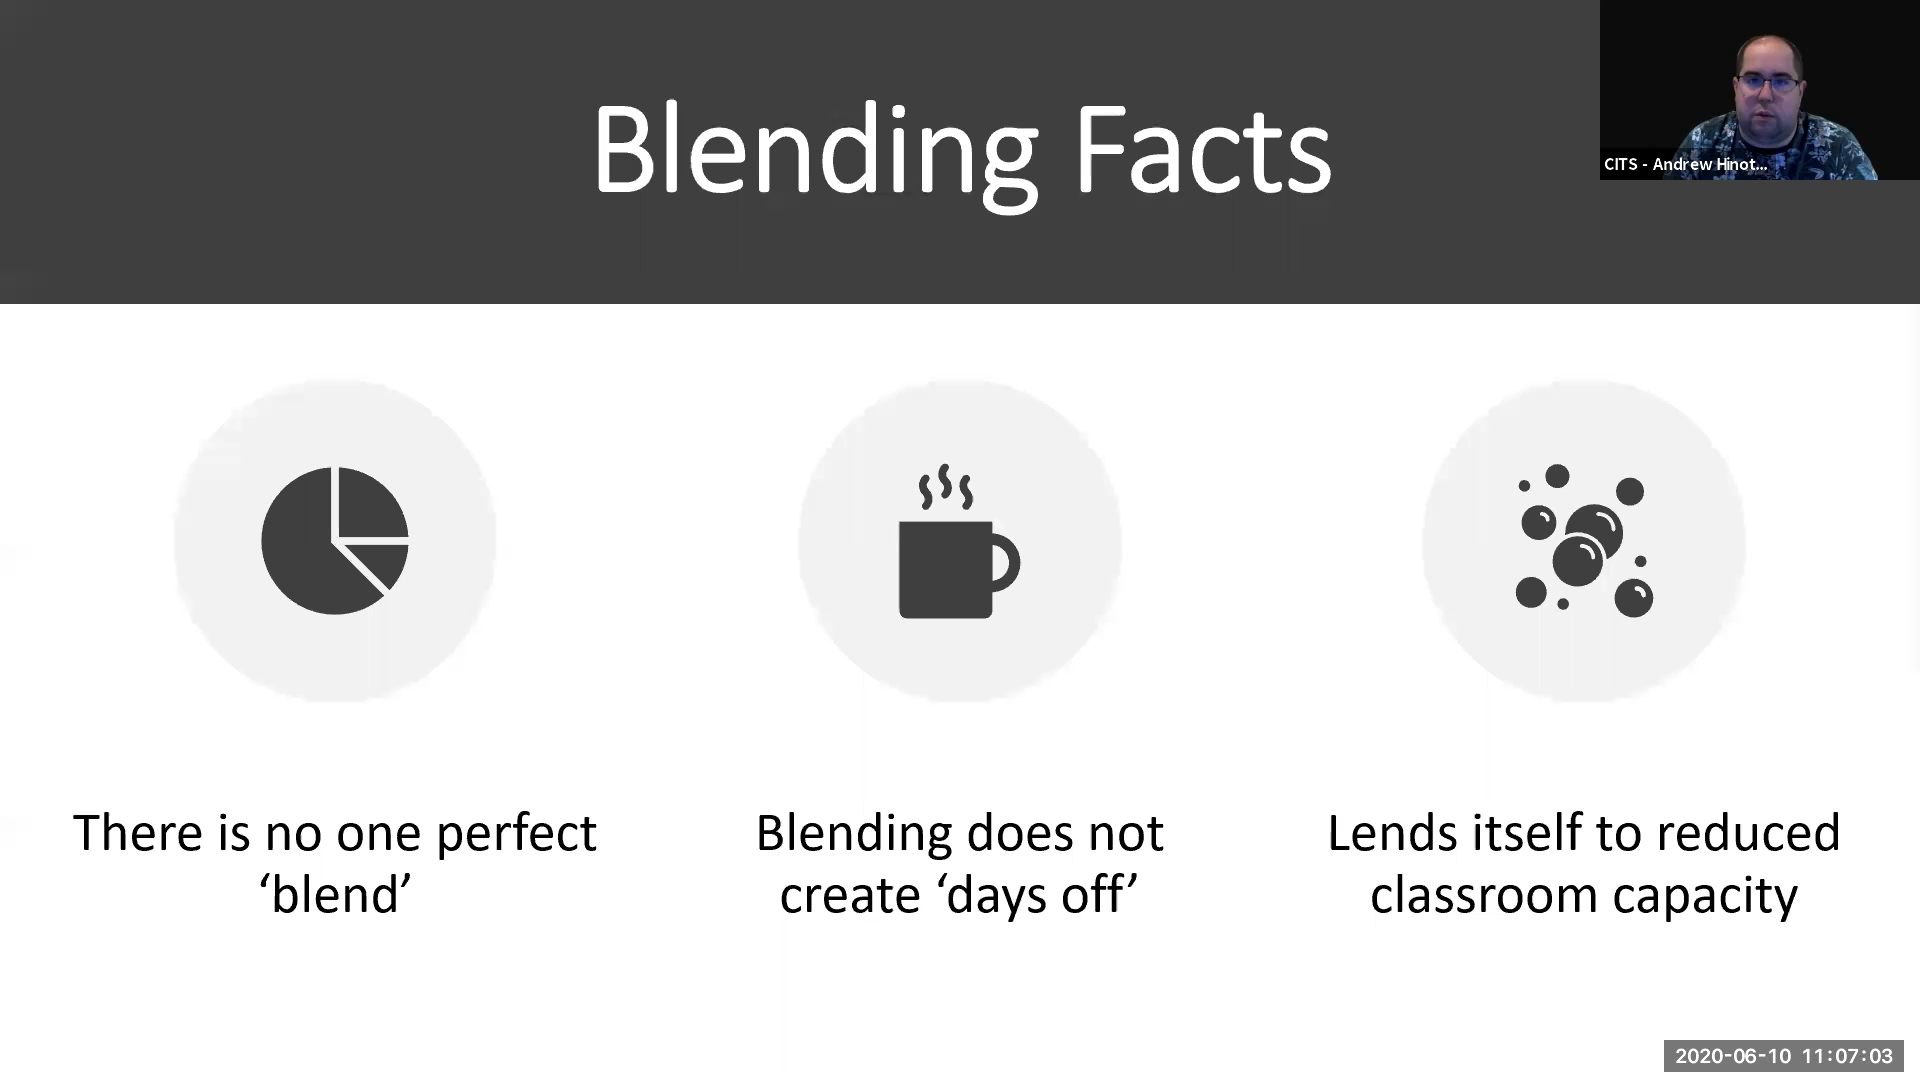 Blending Facts
CITS - Andrew Hinot...
There is no one perfect
‘blend’
Blending does not
create ‘days off’
Lends itself to reduced
classroom capacity
2020-06-10 11:07:03